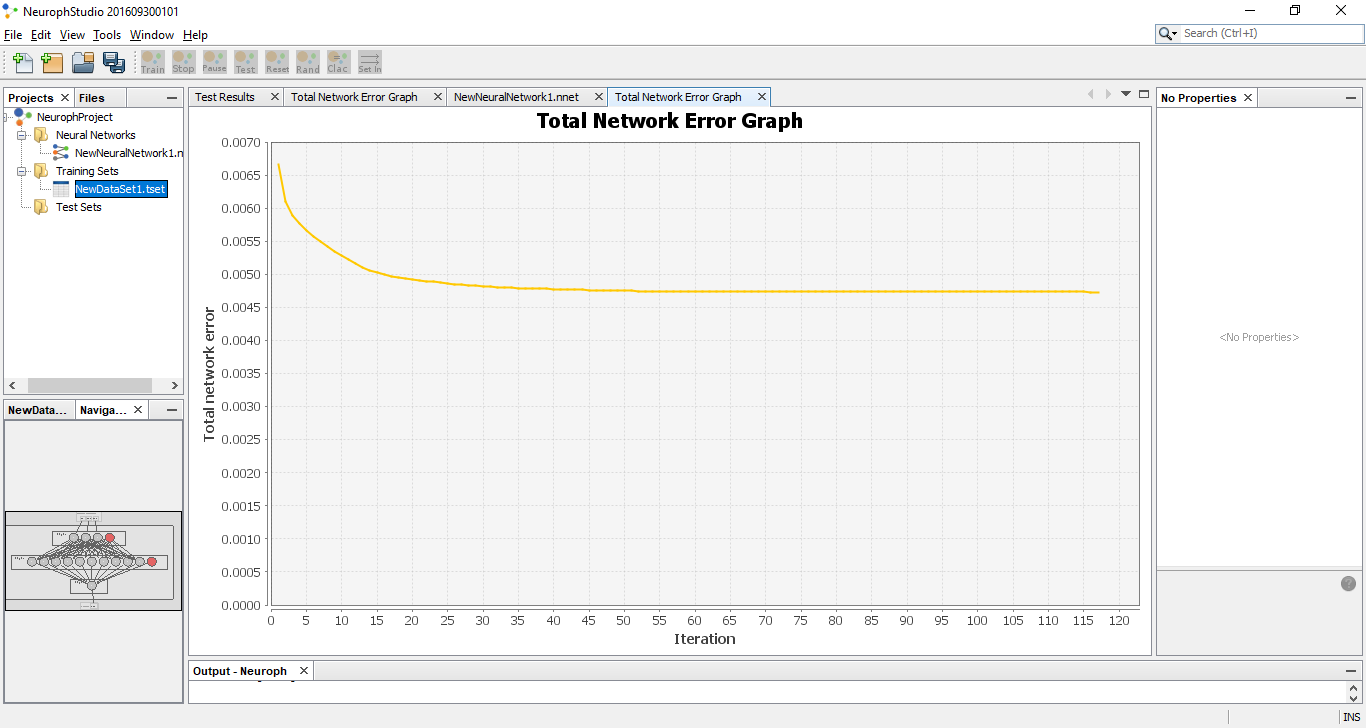 NeurophStudio 201609300101
File Edit View Tools Window Help
Search (Ctrl+I)
Train Stop Pause Test Reset Rand Clac Set In
Projects Files
Test Results Total Network Error Graph NewNeuralNetwork1.nnet Total Network Error Graph
No Properties
NeurophProject
Neural Networks
NewNeuralNetwork1.n
Training Sets
NewDataSet1.tset
Test Sets
Total Network Error Graph
Total network error
0.0070
0.0065
0.0060
0.0055
0.0050
0.0045
0.0040
0.0035
0.0030
0.0025
0.0020
0.0015
0.0010
0.0005
0.0000
0 5 10 15 20 25 30 35 40 45 50 52 60 65 70 75 80 85 90 95 100 105 110 115 120
Iteration
<No Properties>
NewData... Naviga...
Output - Neuroph
INS